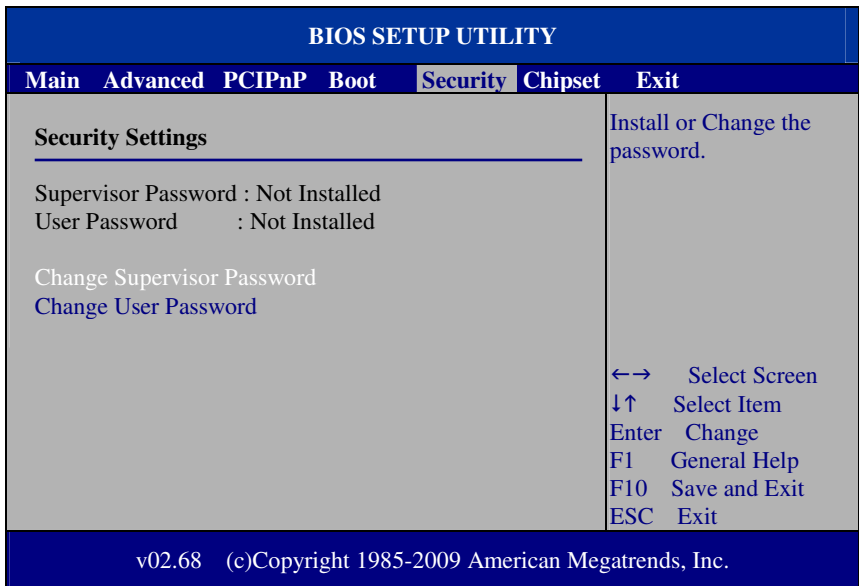 BIOS SETUP UTILITY
Main Advanced PCIPnP Boot Security Chipset Exit
Security Settings
Supervisor Password : Not Installed
User Password : Not Installed
Change Supervisor Password
Change User Password
Install or Change the
password.
←→ Select Screen
↓↑ Select Item
Enter Change
F1 General Help
F10 Save and Exit
ESC Exit
v02.68 (c)Copyright 1985-2009 American Megatrends, Inc.